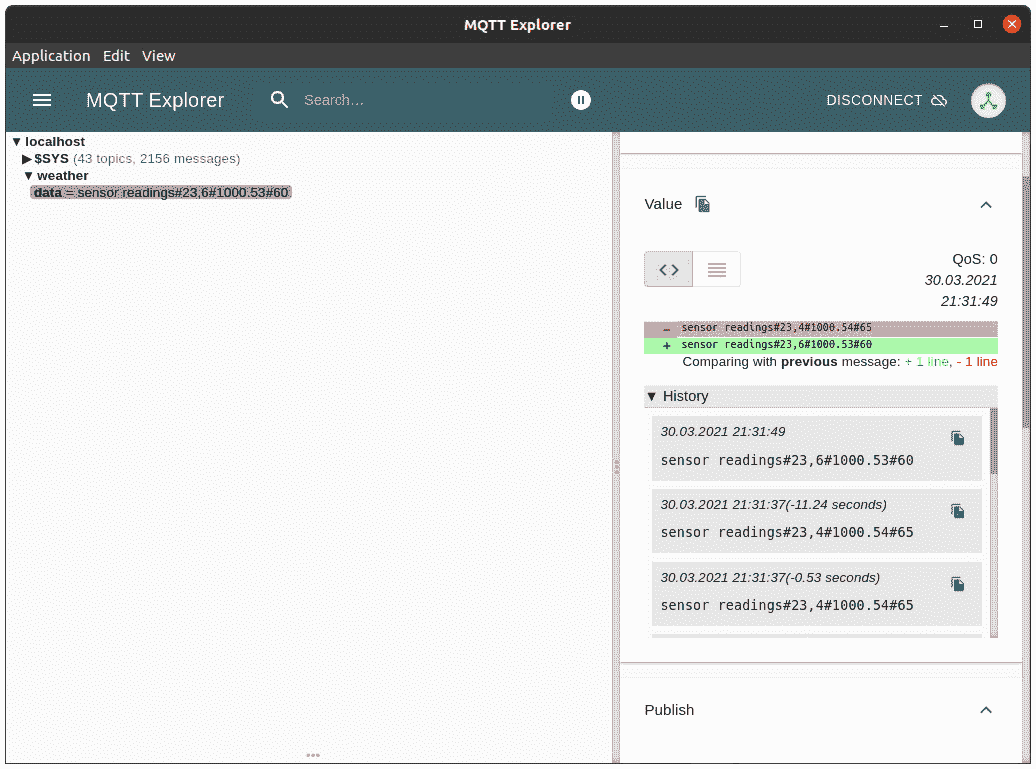 MQTT Explorer
Application Edit View
MQTT Explorer Search... DISCONNECT
▼ localhost
▶ $SYS (43 topics, 2156 messages)
▼ weather
data = sensor readings#23,6#1000.53#60
Value
QoS: 0
30.03.2021
21:31:49
- sensor readings#23,4#1000.54#65
+ sensor readings#23,6#1000.53#60
Comparing with previous message: + 1 line, - 1 line
▼ History
30.03.2021 21:31:49
sensor readings#23,6#1000.53#60
30.03.2021 21:31:37(-11.24 seconds)
sensor readings#23,4#1000.54#65
30.03.2021 21:31:37(-0.53 seconds)
sensor readings#23,4#1000.54#65
Publish